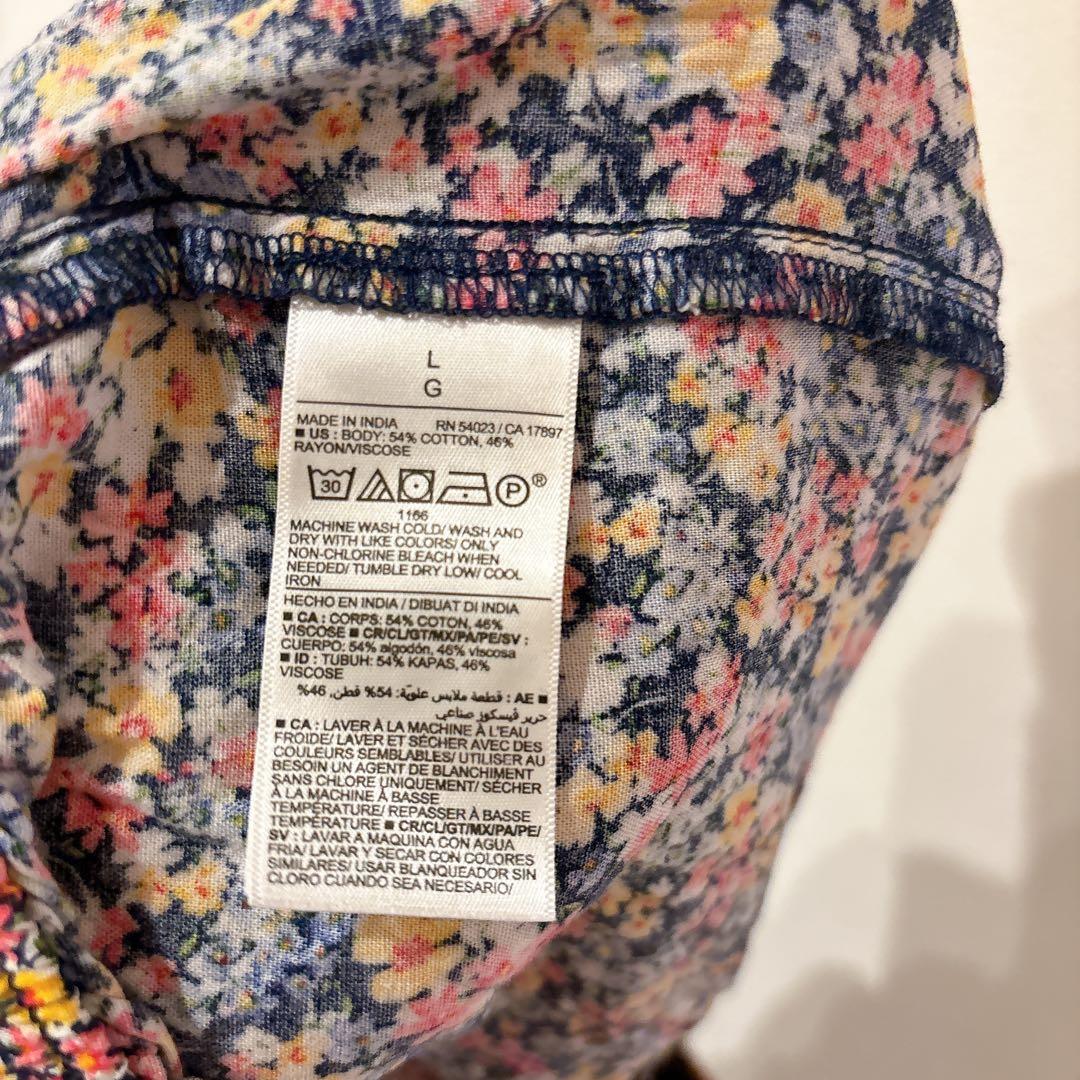 L
G
MADE IN INDIA RN 54023 / CA 17897
■ US : BODY: 54% COTTON, 46%
RAYON/VISCOSE
30 P ®
1166
MACHINE WASH COLD/ WASH AND
DRY WITH LIKE COLORS/ ONLY
NON-CHLORINE BLEACH WHEN
NEEDED/ TUMBLE DRY LOW/ COOL
IRON
HECHO EN INDIA / DIBUAT DI INDIA
■ CA : CORPS: 54% COTON, 46%
VISCOSE ■ CR/CL/GT/MX/PA/PE/SV :
CUERPO: 54% algodón, 46% viscosa
■ ID : TUBUH: 54% KAPAS, 46%
VISCOSE
■ AE : قطعة ملابس علويّة: 54% قطن, 46%
حرير ڤيسكوز صناعي
■ CA : LAVER À LA MACHINE À L'EAU
FROIDE/ LAVER ET SÉCHER AVEC DES
COULEURS SEMBLABLES/ UTILISER AU
BESOIN UN AGENT DE BLANCHIMENT
SANS CHLORE UNIQUEMENT/ SÉCHER
À LA MACHINE À BASSE
TEMPÉRATURE/ REPASSER À BASSE
TEMPÉRATURE ■ CR/CL/GT/MX/PA/PE/
SV : LAVAR A MAQUINA CON AGUA
FRIA/ LAVAR Y SECAR CON COLORES
SIMILARES/ USAR BLANQUEADOR SIN
CLORO CUANDO SEA NECESARIO/